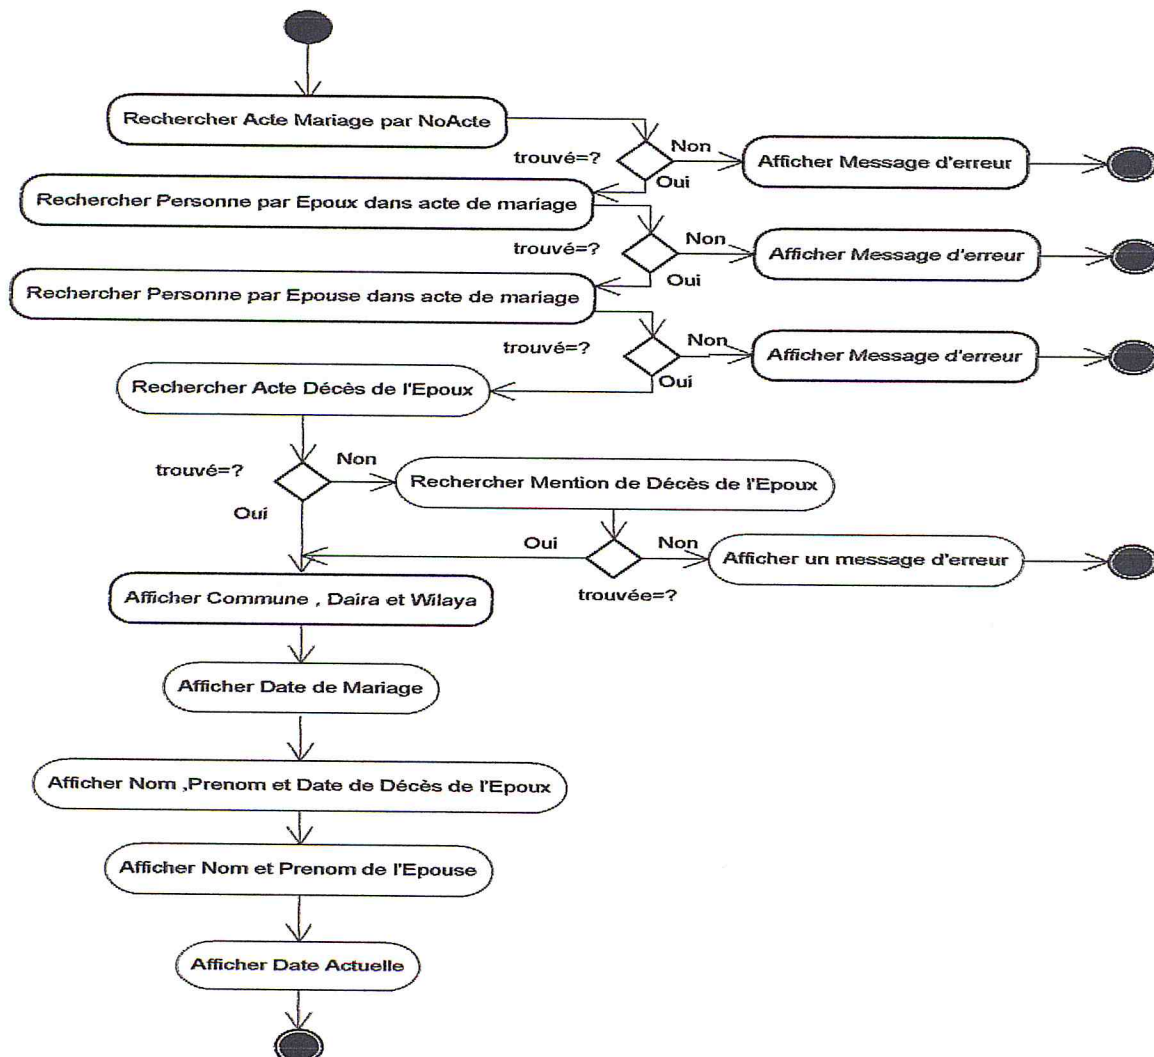 Rechercher Acte Mariage par NoActe
trouvé=?
Non
Afficher Message d'erreur
Oui
Rechercher Personne par Epoux dans acte de mariage
trouvé=?
Non
Afficher Message d'erreur
Oui
Rechercher Personne par Epouse dans acte de mariage
trouvé=?
Non
Afficher Message d'erreur
Oui
Rechercher Acte Décès de l'Epoux
trouvé=?
Non
Rechercher Mention de Décès de l'Epoux
Oui
Oui
Non
Afficher un message d'erreur
trouvée=?
Afficher Commune , Daira et Wilaya
Afficher Date de Mariage
Afficher Nom ,Prenom et Date de Décès de l'Epoux
Afficher Nom et Prenom de l'Epouse
Afficher Date Actuelle